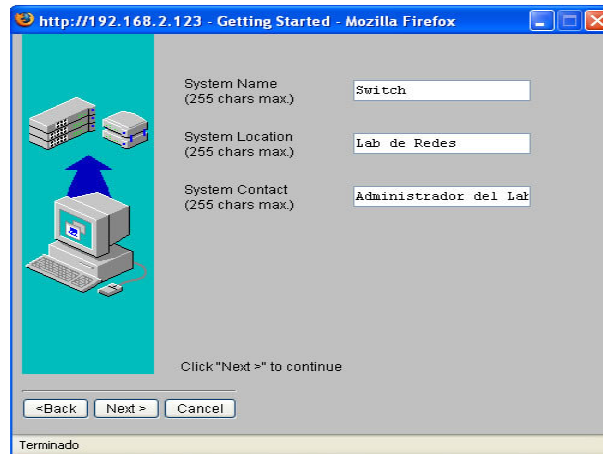 http://192.168.2.123 - Getting Started - Mozilla Firefox
System Name
(255 chars max.)
Switch
System Location
(255 chars max.)
Lab de Redes
System Contact
(255 chars max.)
Administrador del Lab
Click "Next >" to continue
<Back
Next >
Cancel
Terminado